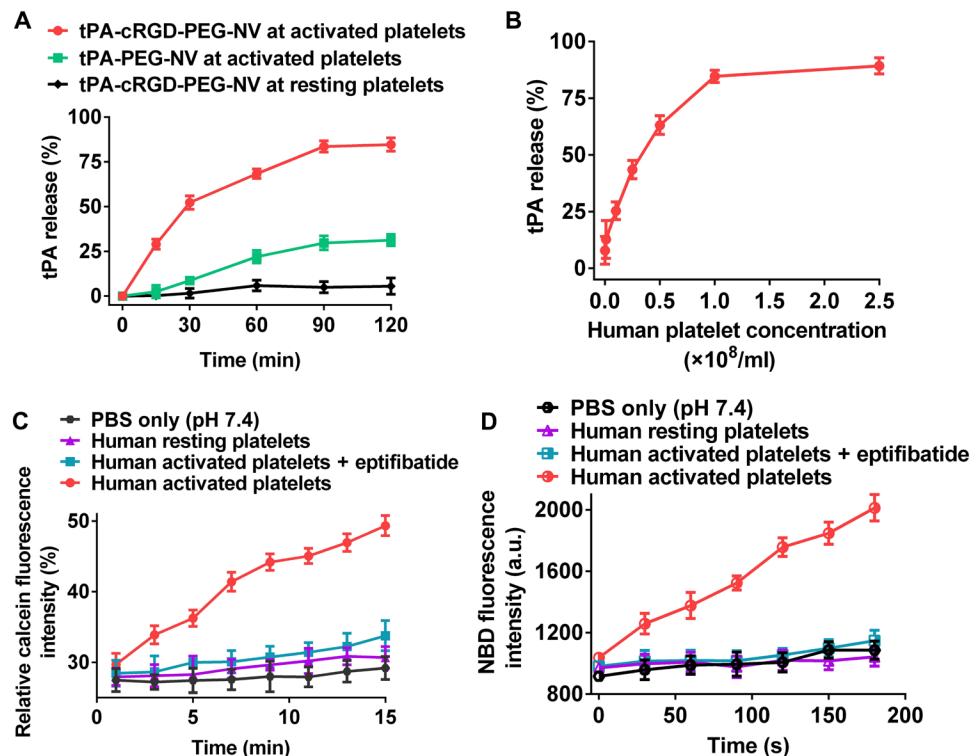 A
tPA-cRGD-PEG-NV at activated platelets
tPA-PEG-NV at activated platelets
tPA-cRGD-PEG-NV at resting platelets
tPA release (%)
100
75
50
25
0
0 30 60 90 120
Time (min)
B
tPA release (%)
100
75
50
25
0
0.0 0.5 1.0 1.5 2.0 2.5
Human platelet concentration
(×10⁸/ml)
C
PBS only (pH 7.4)
Human resting platelets
Human activated platelets + eptifibatide
Human activated platelets
Relative calcoin fluorescence
intensity (%)
50
40
30
0 5 10 15
Time (min)
D
PBS only (pH 7.4)
Human resting platelets
Human activated platelets + eptifibatide
Human activated platelets
NBD fluorescence
intensity (a.u.)
2000
1600
1200
800
0 50 100 150 200
Time (s)